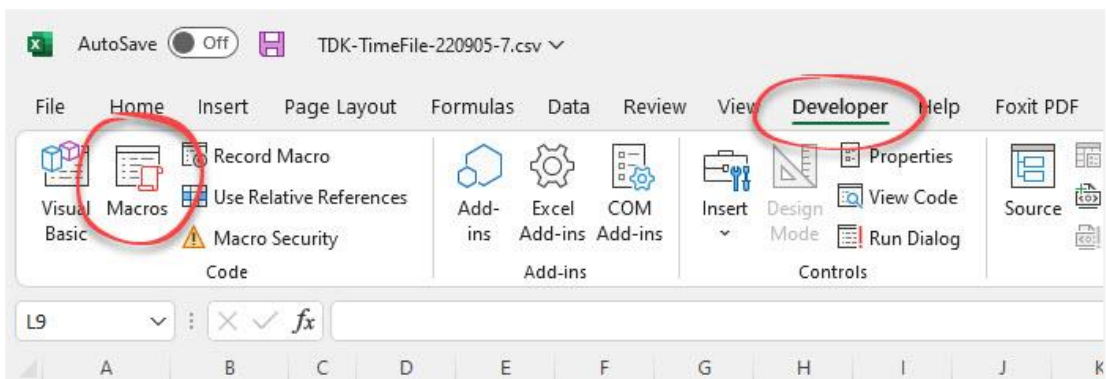 AutoSave Off TDK-TimeFile-220905-7.csv
File Home Insert Page Layout Formulas Data Review View Developer Help Foxit PDF
Visual Basic
Macros
Record Macro
Use Relative References
Macro Security
Code
Add-ins
Excel Add-ins
COM Add-ins
Add-ins
Insert
Design Mode
Properties
View Code
Run Dialog
Controls
Source
L9 fx
A B C D E F G H I J K